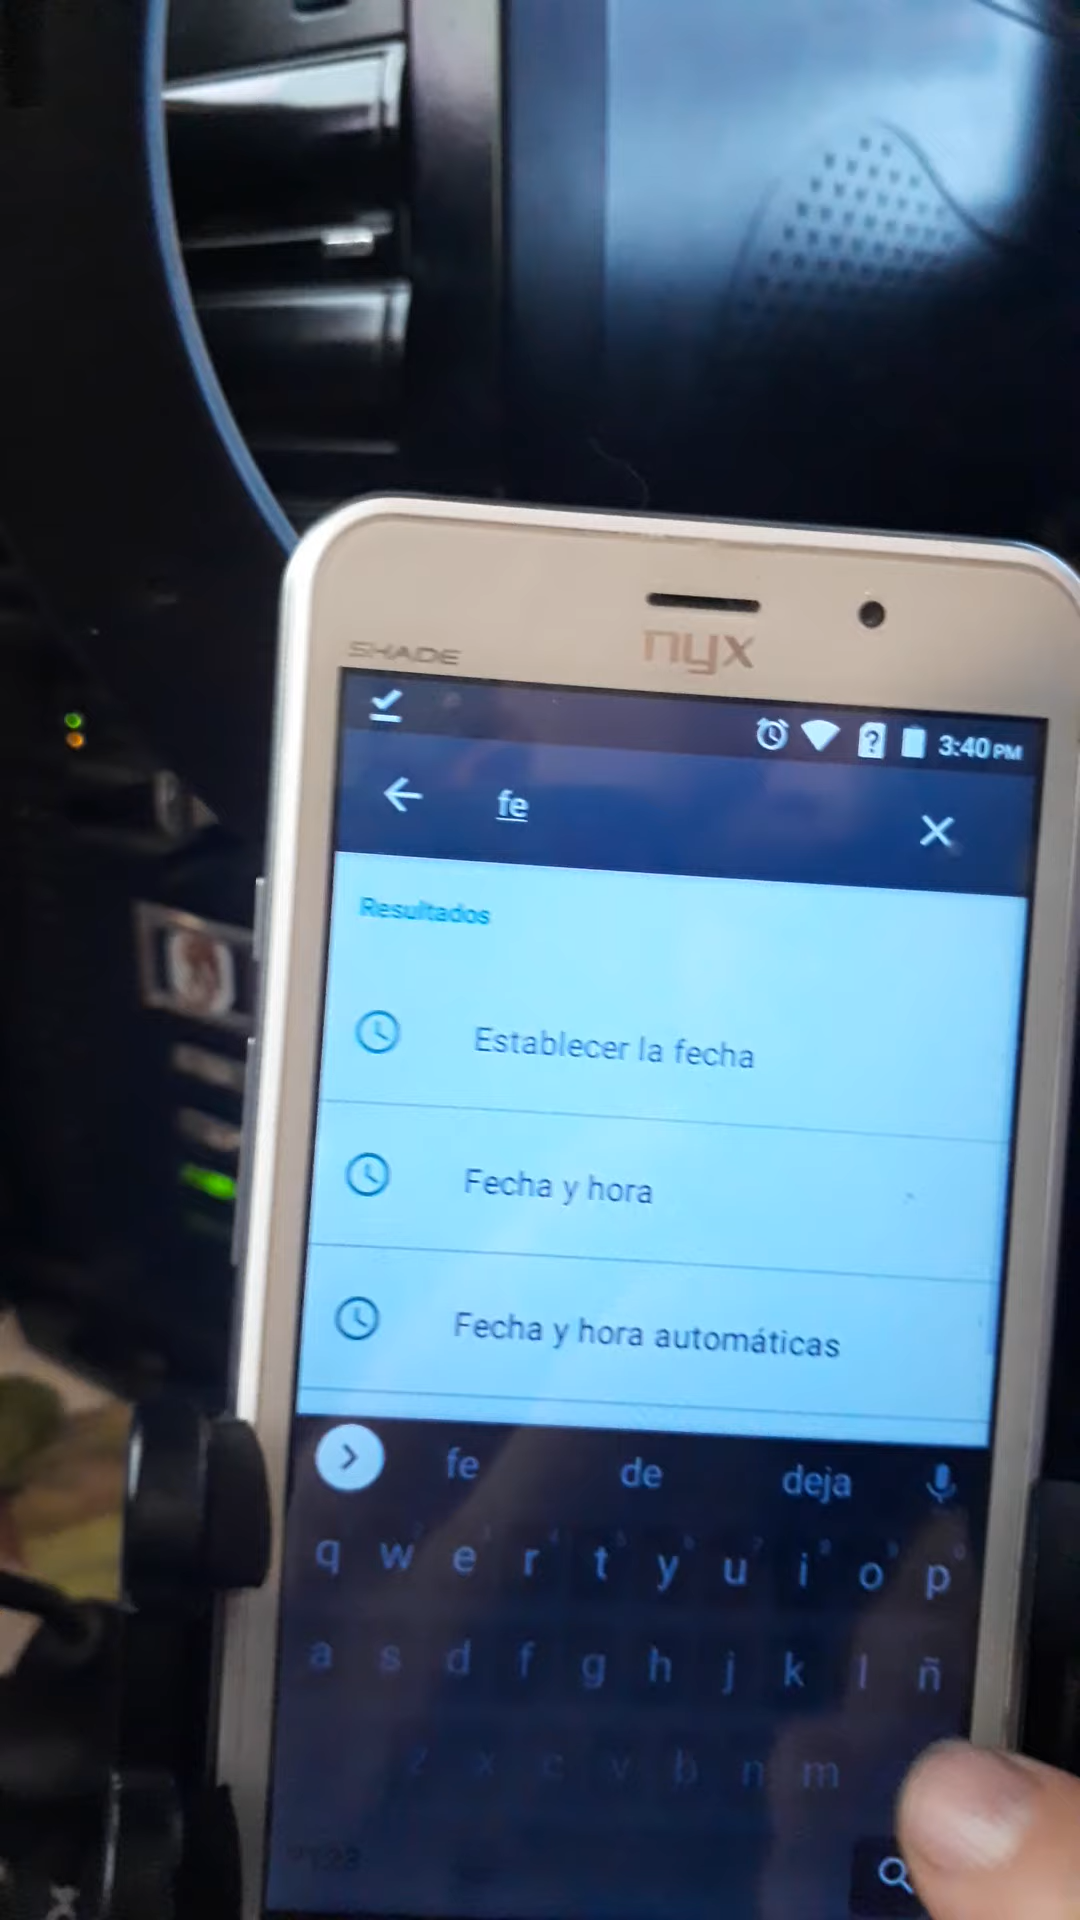 SHADE
nyx
3:40 PM
fe
Resultados
Establecer la fecha
Fecha y hora
Fecha y hora automáticas
fe de deja
q w e r t y u i o p
a s d f g h j k l ñ
z x c v b n m